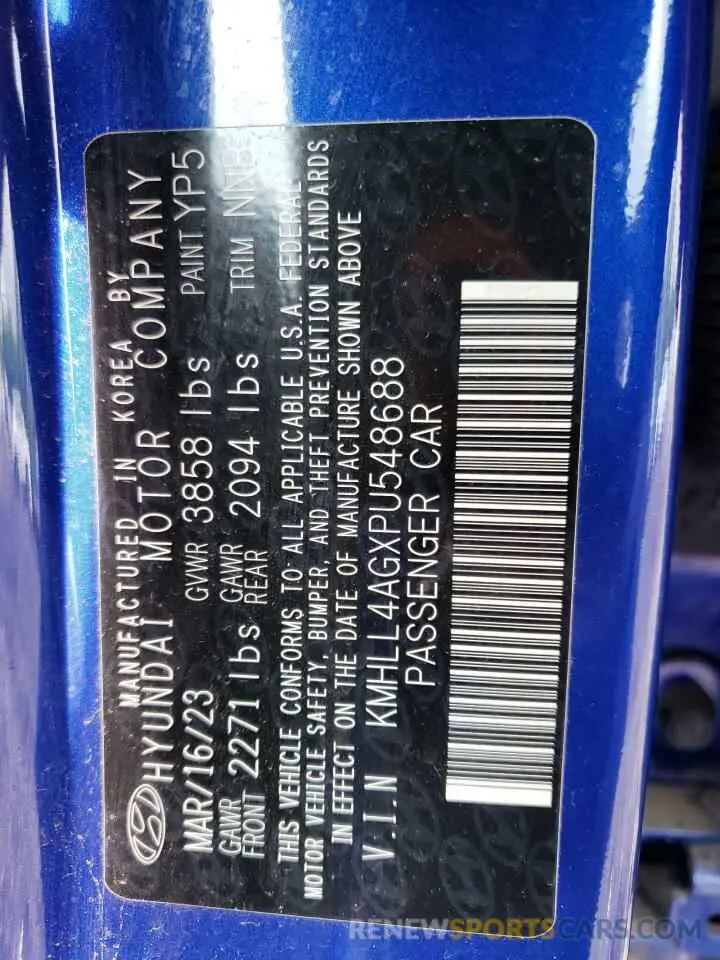 MANUFACTURED IN KOREA BY
HYUNDAI MOTOR COMPANY
MAR/16/23 GVWR 3858 lbs PAINT YP5
GAWR FRONT 2271 lbs GAWR REAR 2094 lbs TRIM
THIS VEHICLE CONFORMS TO ALL APPLICABLE U.S.A. FEDERAL
MOTOR VEHICLE SAFETY, BUMPER, AND THEFT PREVENTION STANDARDS
IN EFFECT ON THE DATE OF MANUFACTURE SHOWN ABOVE
V.I.N KMHLL4AGXPU548688
PASSENGER CAR
RENEWSPORTSCARS.COM